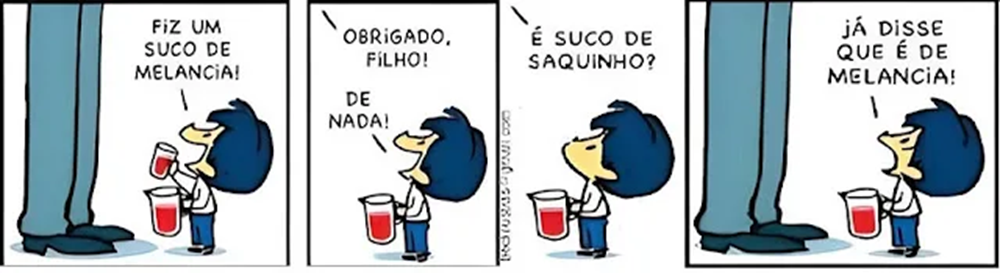 FIZ UM
SUCO DE
MELANCIA!
OBRIGADO,
FILHO!
DE
NADA!
É SUCO DE
SAQUINHO?
JÁ DISSE
QUE É DE
MELANCIA!